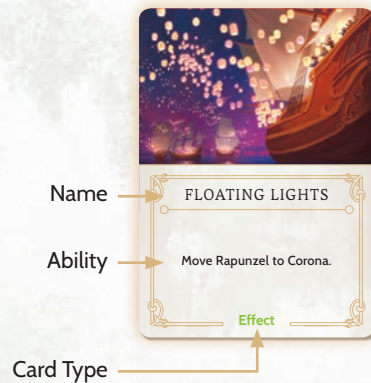 Name
FLOATING LIGHTS
Ability
Move Rapunzel to Corona.
Effect
Card Type